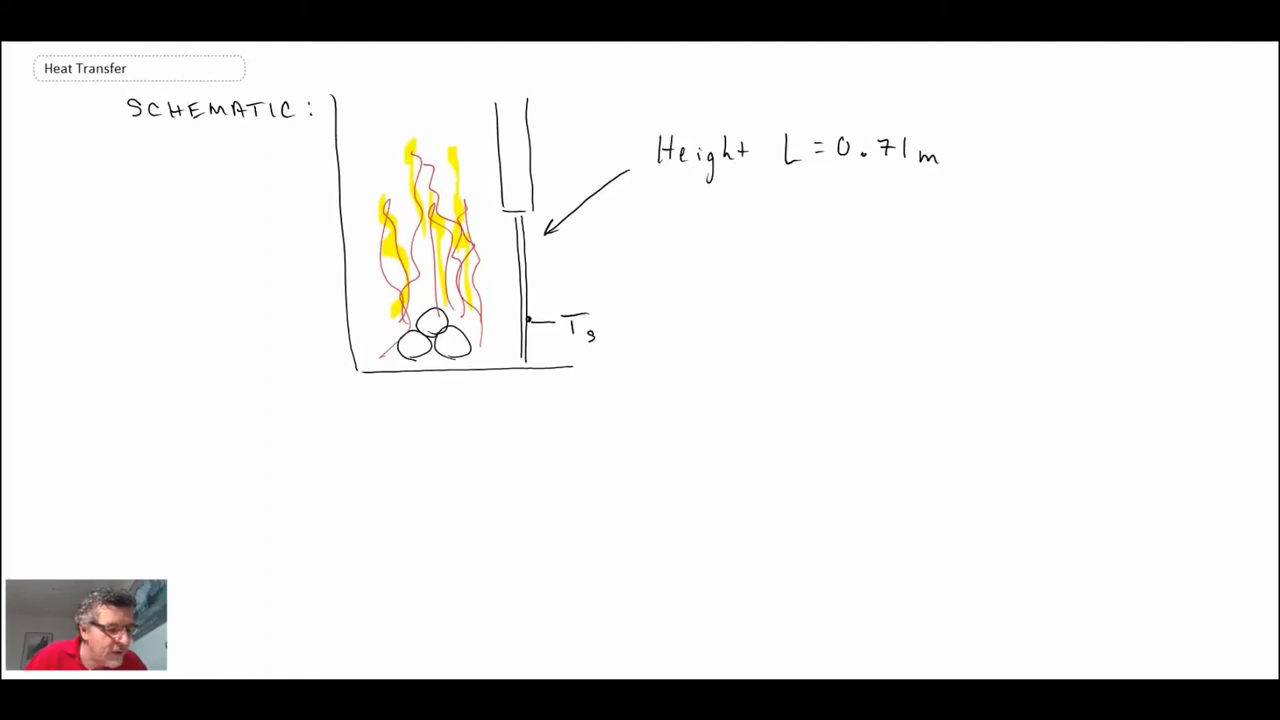 Heat Transfer
SCHEMATIC:
Height L = 0.71 m
Ts